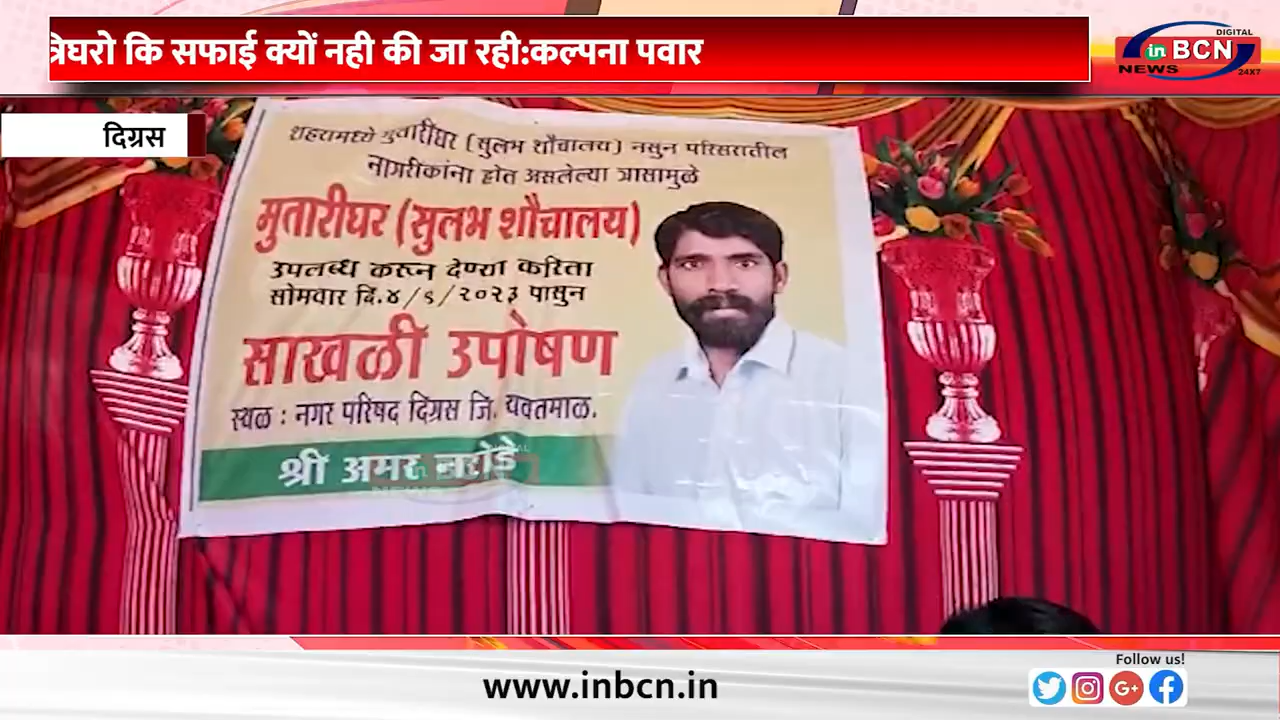 त्रिघरो कि सफाई क्यों नही की जा रही:कल्पना पवार
DIGITAL
in BCN
NEWS 24X7
दिग्रस
शहरामध्ये मुतारीघर (सुलभ शौचालय) नसुन परिसरातील
नागरीकांना होत असलेल्या त्रासामुळे
मुतारीघर (सुलभ शौचालय)
उपलब्ध करून देण्या करिता
सोमवार दि.४/९/२०२३ पासुन
साखळी उपोषण
स्थळ : नगर परिषद दिग्रस जि. यवतमाळ.
श्री अमर
Follow us!
www.inbcn.in